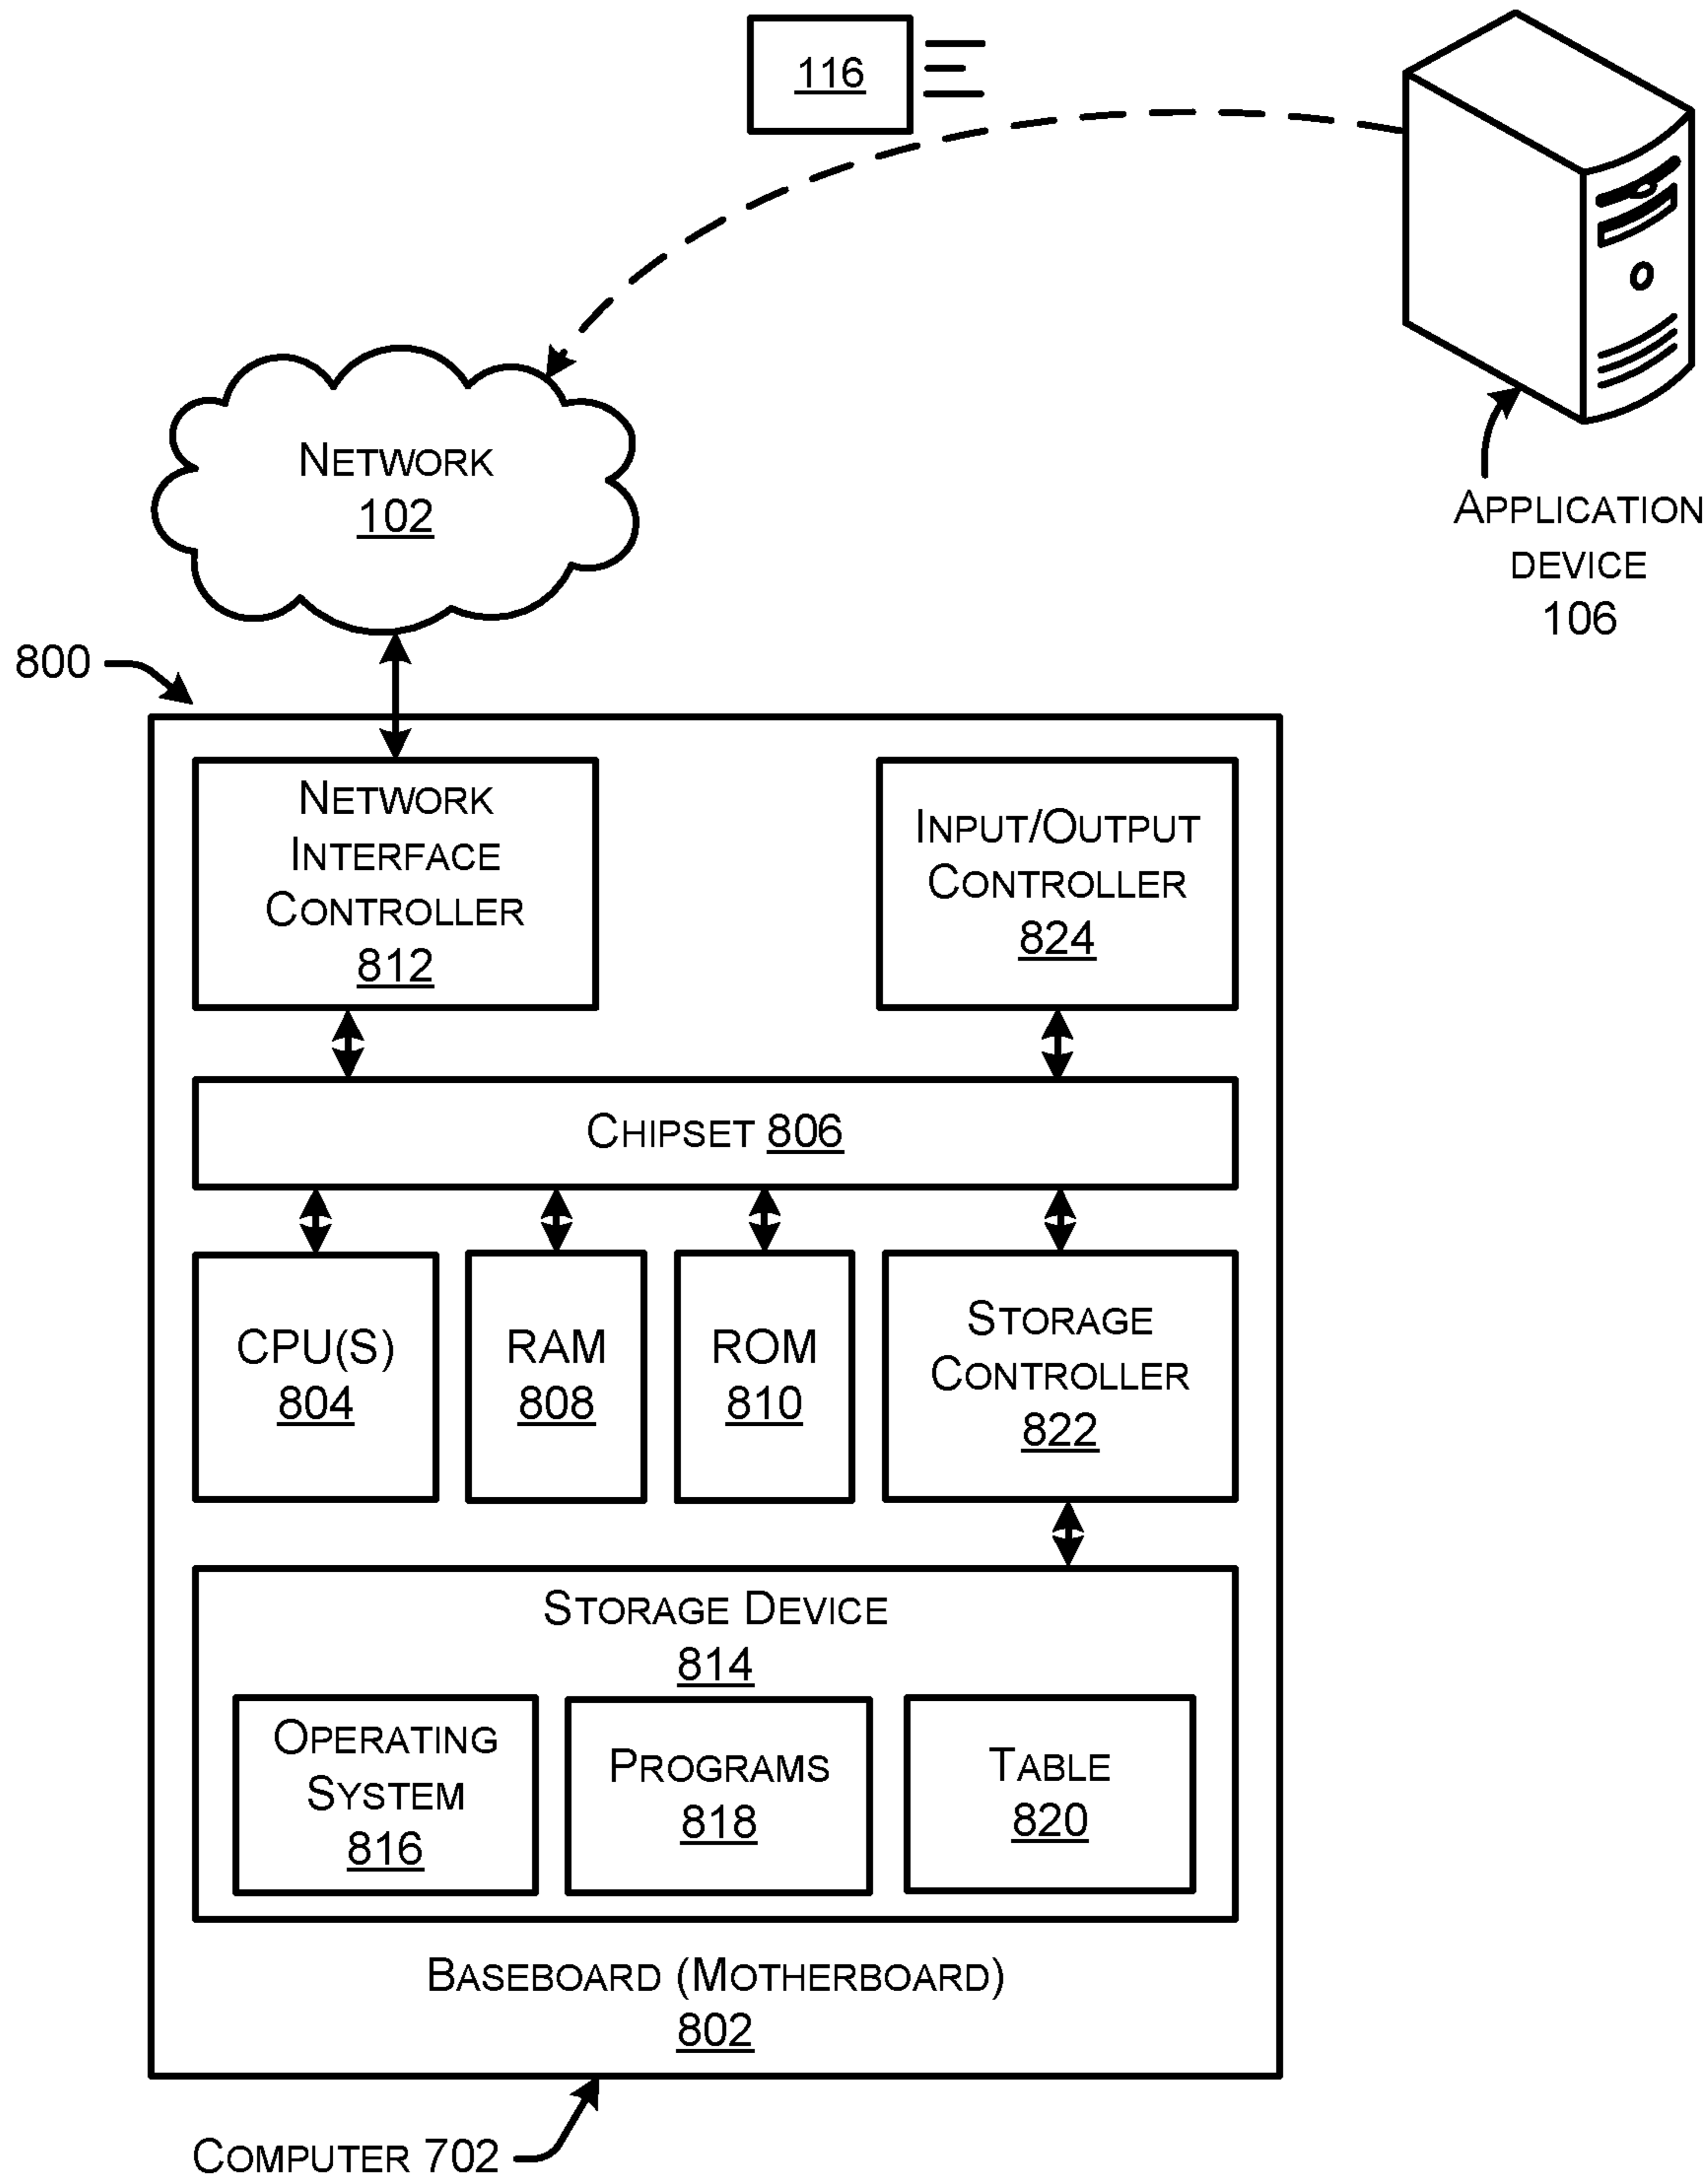 116
NETWORK
102
APPLICATION
DEVICE
106
800
NETWORK
INTERFACE
CONTROLLER
812
INPUT/OUTPUT
CONTROLLER
824
CHIPSET 806
CPU(S)
804
RAM
808
ROM
810
STORAGE
CONTROLLER
822
STORAGE DEVICE
814
OPERATING
SYSTEM
816
PROGRAMS
818
TABLE
820
BASEBOARD (MOTHERBOARD)
802
COMPUTER 702